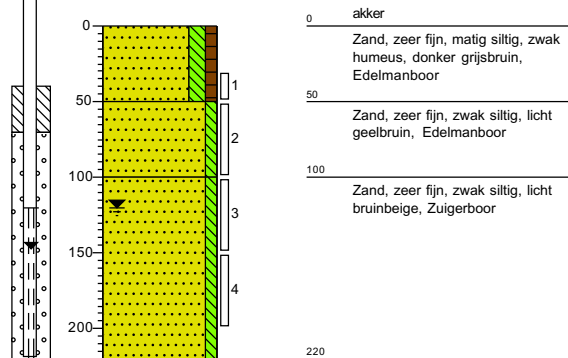 0
50
100
150
200
1
2
3
4
0
akker
Zand, zeer fijn, matig siltig, zwak
humeus, donker grijsbruin,
Edelmanboor
50
Zand, zeer fijn, zwak siltig, licht
geelbruin, Edelmanboor
100
Zand, zeer fijn, zwak siltig, licht
bruinbeige, Zuigerboor
220